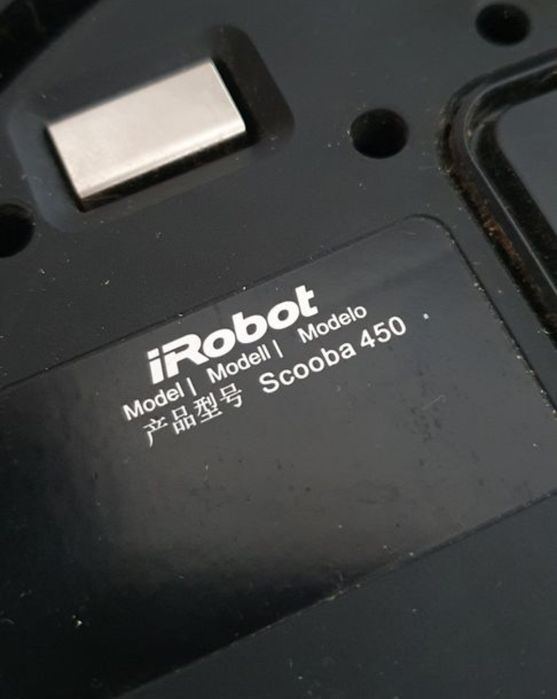 iRobot
Model | Modell | Modelo
产品型号 Scooba 450